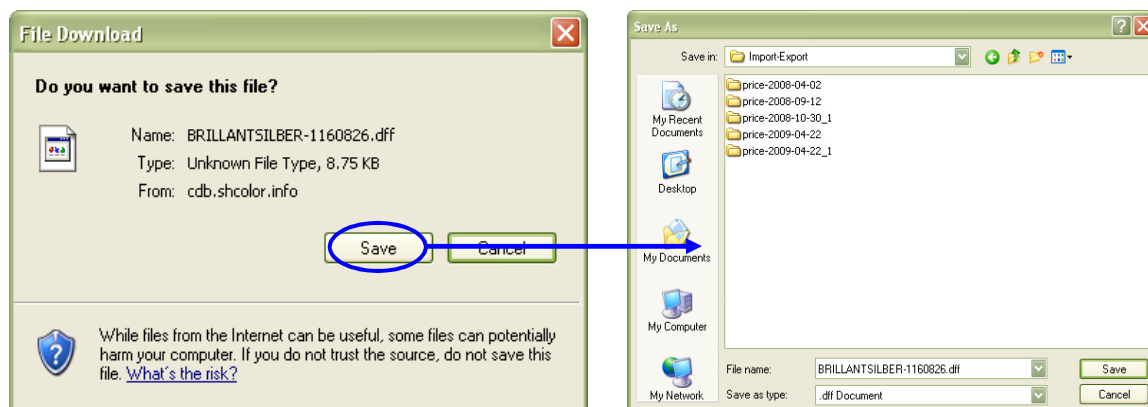 File Download
Do you want to save this file?
Name: BRILLANTSILBER-1160826.dff
Type: Unknown File Type, 8.75 KB
From: cdb.shcolor.info
Save
Cancel
While files from the Internet can be useful, some files can potentially
harm your computer. If you do not trust the source, do not save this
file. What's the risk?
Save As
Save in: Import-Export
price-2008-04-02
price-2008-09-12
price-2008-10-30_1
price-2009-04-22
price-2009-04-22_1
My Recent
Documents
Desktop
My Documents
My Computer
My Network
File name: BRILLANTSILBER-1160826.dff
Save
Save as type: .dff Document
Cancel